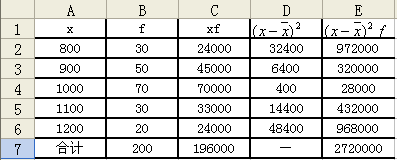 A B C D E
1 x f xf (x-x̄)² (x-x̄)² f
2 800 30 24000 32400 972000
3 900 50 45000 6400 320000
4 1000 70 70000 400 28000
5 1100 30 33000 14400 432000
6 1200 20 24000 48400 968000
7 合计 200 196000 — 2720000